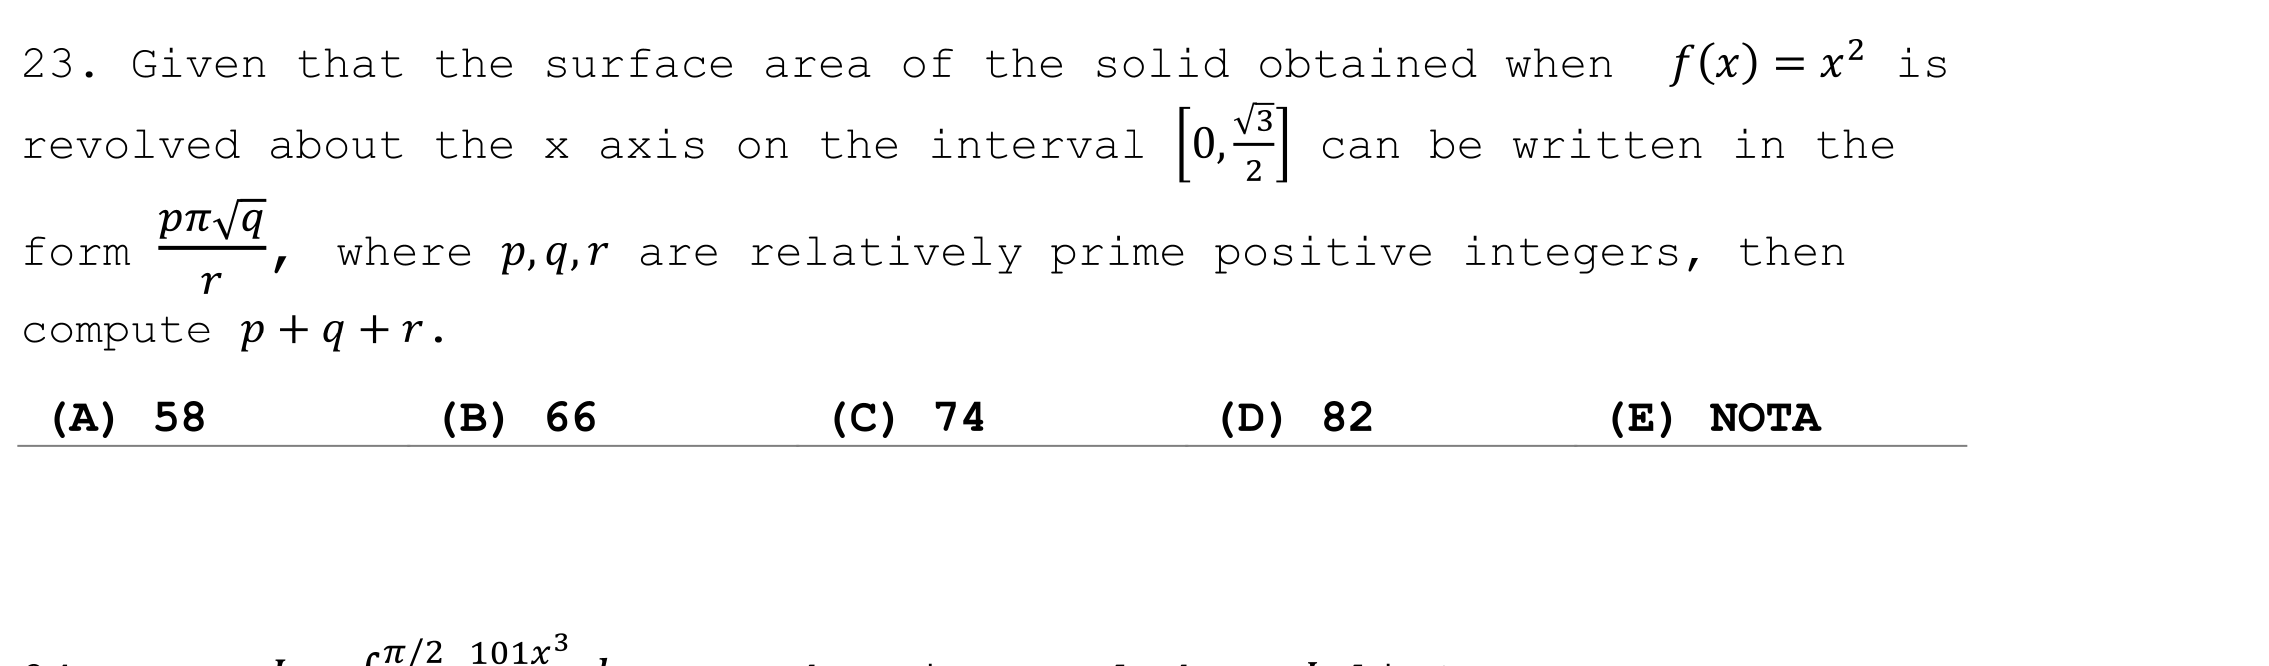 23. Given that the surface area of the solid obtained when f(x) = x² is
revolved about the x axis on the interval [0, √3/2] can be written in the
form pπ√q/r, where p, q, r are relatively prime positive integers, then
compute p + q + r.
(A) 58 (B) 66 (C) 74 (D) 82 (E) NOTA
∫π/2 101x³